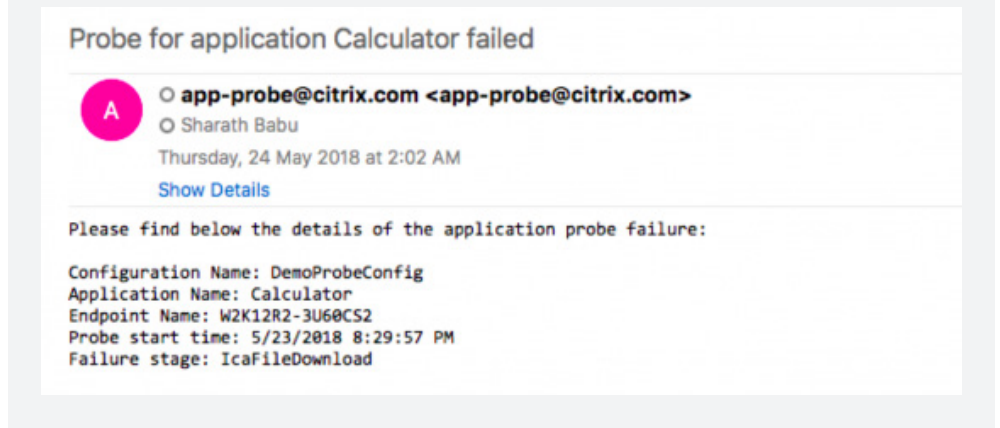 Probe for application Calculator failed
A
app-probe@citrix.com <app-probe@citrix.com>
Sharath Babu
Thursday, 24 May 2018 at 2:02 AM
Show Details
Please find below the details of the application probe failure:
Configuration Name: DemoProbeConfig
Application Name: Calculator
Endpoint Name: W2K12R2-3U60CS2
Probe start time: 5/23/2018 8:29:57 PM
Failure stage: IcaFileDownload